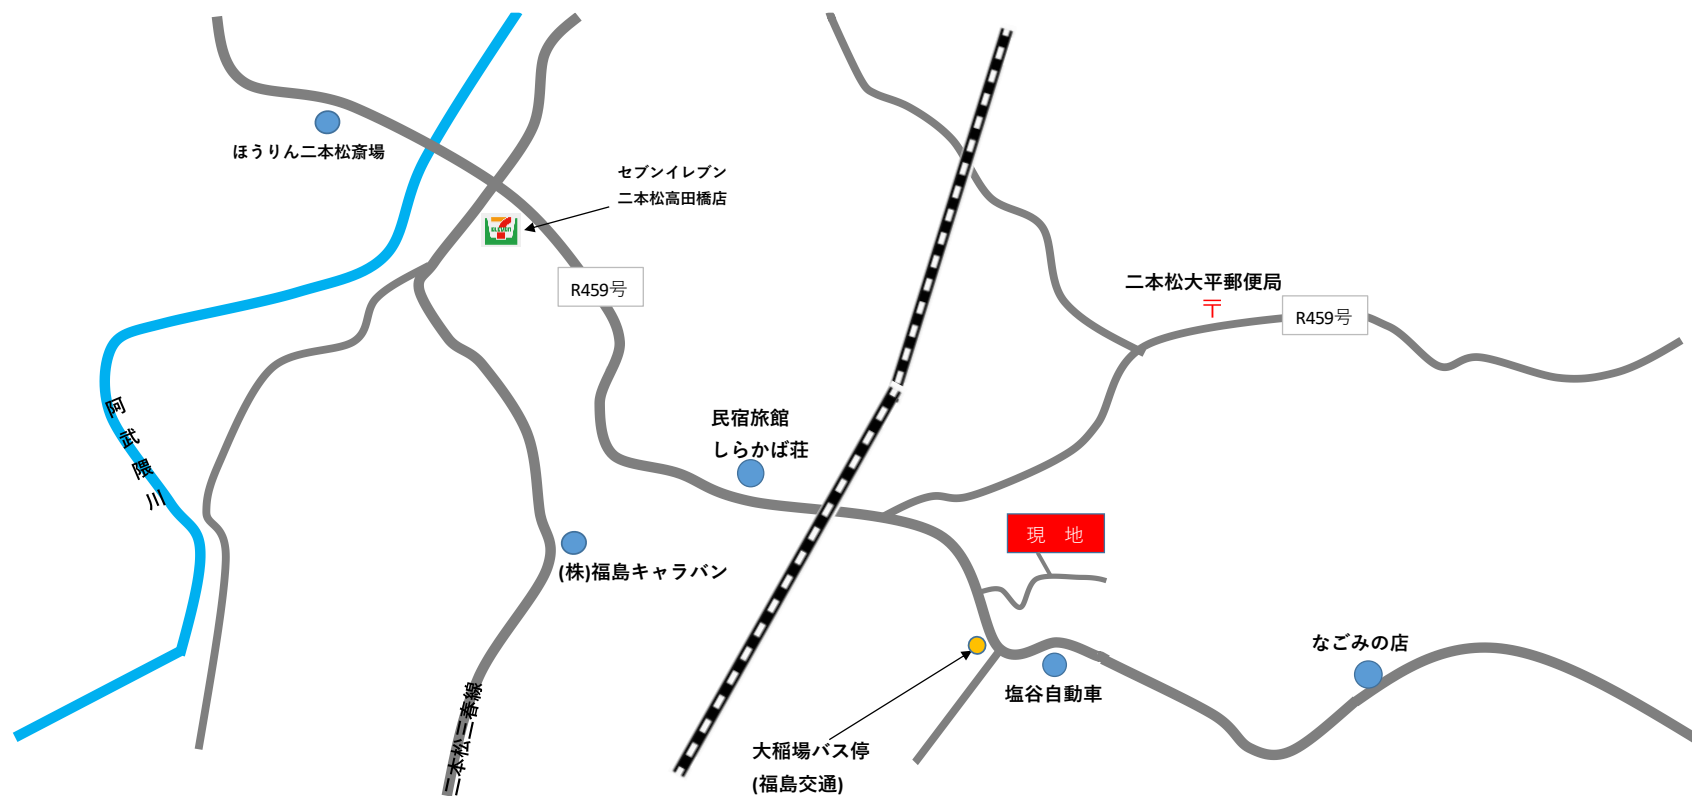 ほうりん二本松斎場
セブンイレブン
二本松高田橋店
R459号
二本松大平郵便局
〒
R459号
阿武隈川
民宿旅館
しらかば荘
現　地
(株)福島キャラバン
なごみの店
塩谷自動車
二本松三春線
大稲場バス停
(福島交通)